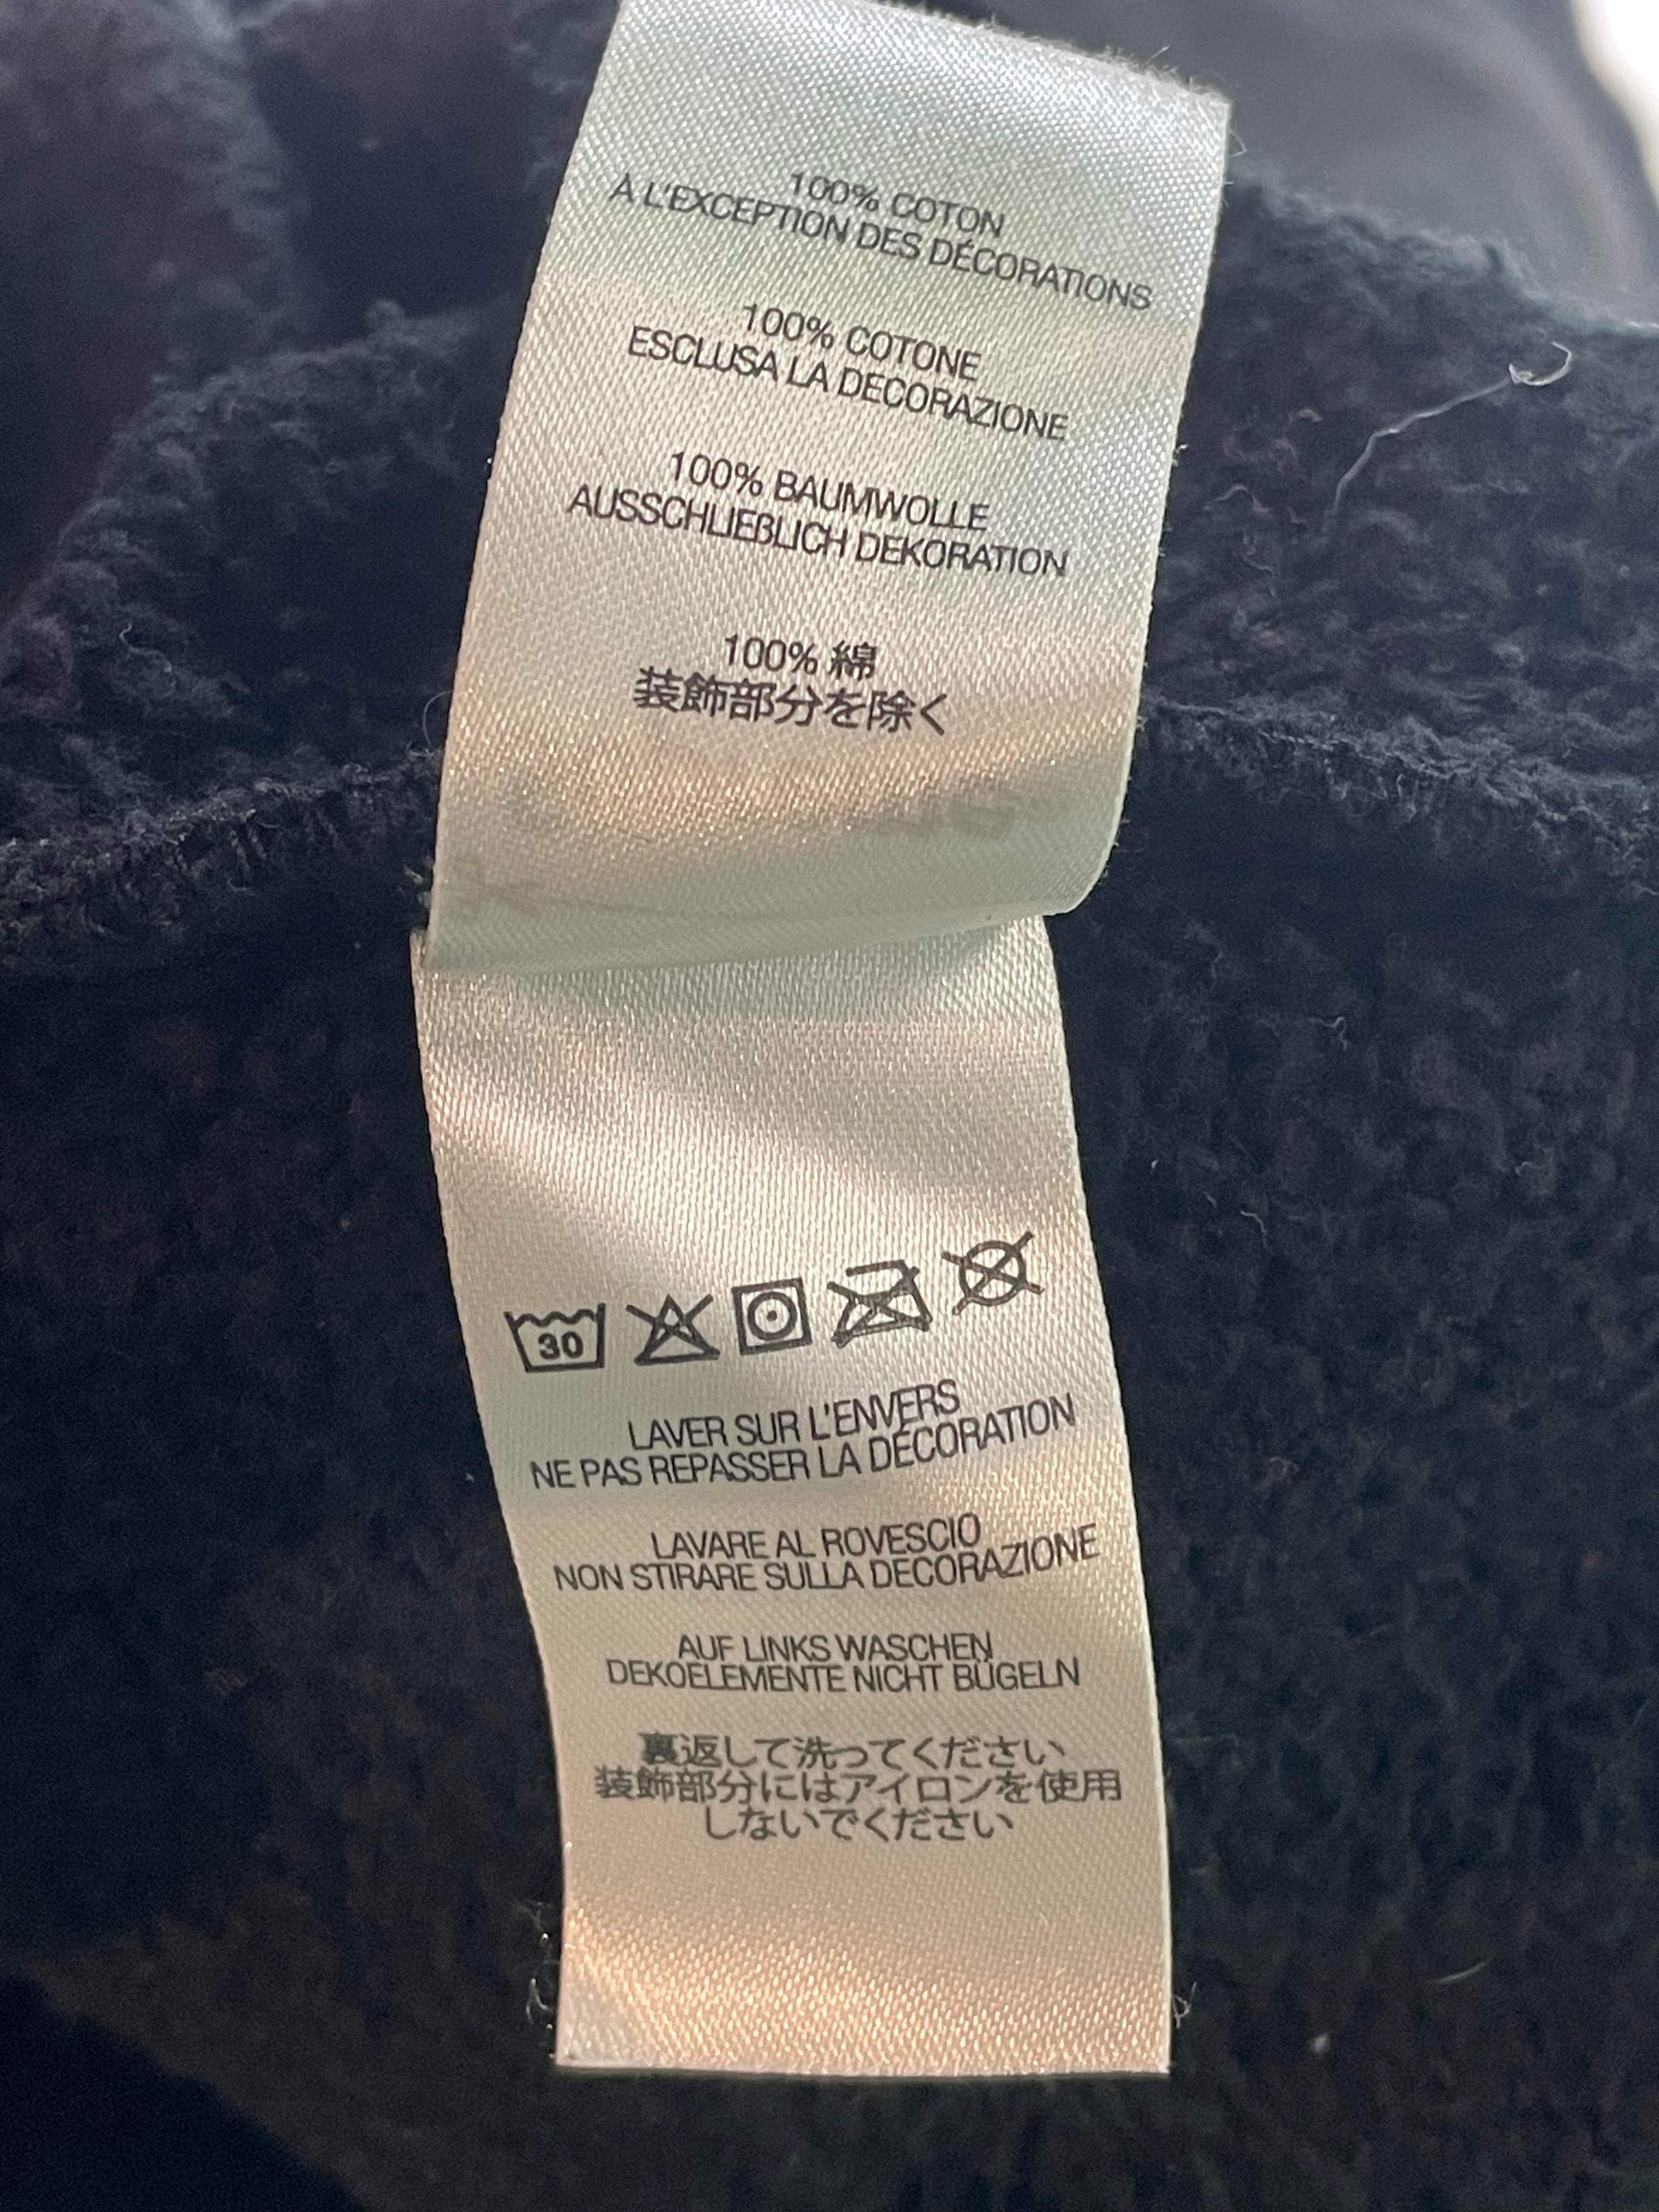 100% COTON
À L'EXCEPTION DES DÉCORATIONS
100% COTONE
ESCLUSA LA DECORAZIONE
100% BAUMWOLLE
AUSSCHLIEßLICH DEKORATION
100% 綿
装飾部分を除く
30
LAVER SUR L'ENVERS
NE PAS REPASSER LA DÉCORATION
LAVARE AL ROVESCIO
NON STIRARE SULLA DECORAZIONE
AUF LINKS WASCHEN
DEKOELEMENTE NICHT BÜGELN
裏返して洗ってください
装飾部分にはアイロンを使用
しないでください